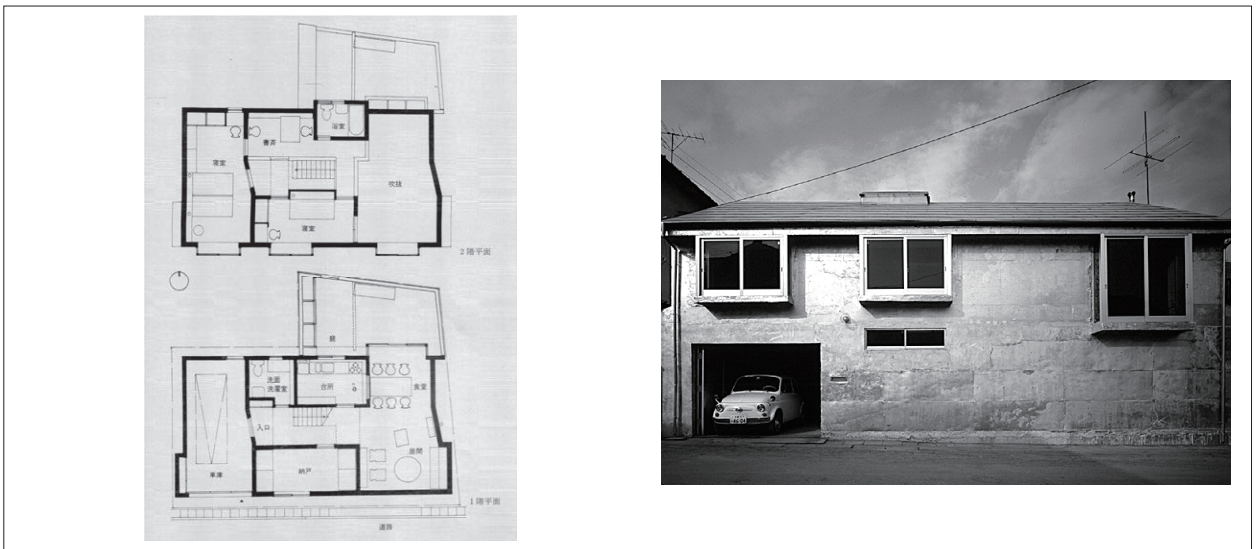 浴室
書斎
寝室
吹抜
寝室
2階平面
庭
洗面
洗濯室
台所
食堂
入口
居間
車庫
納戸
1階平面
道路